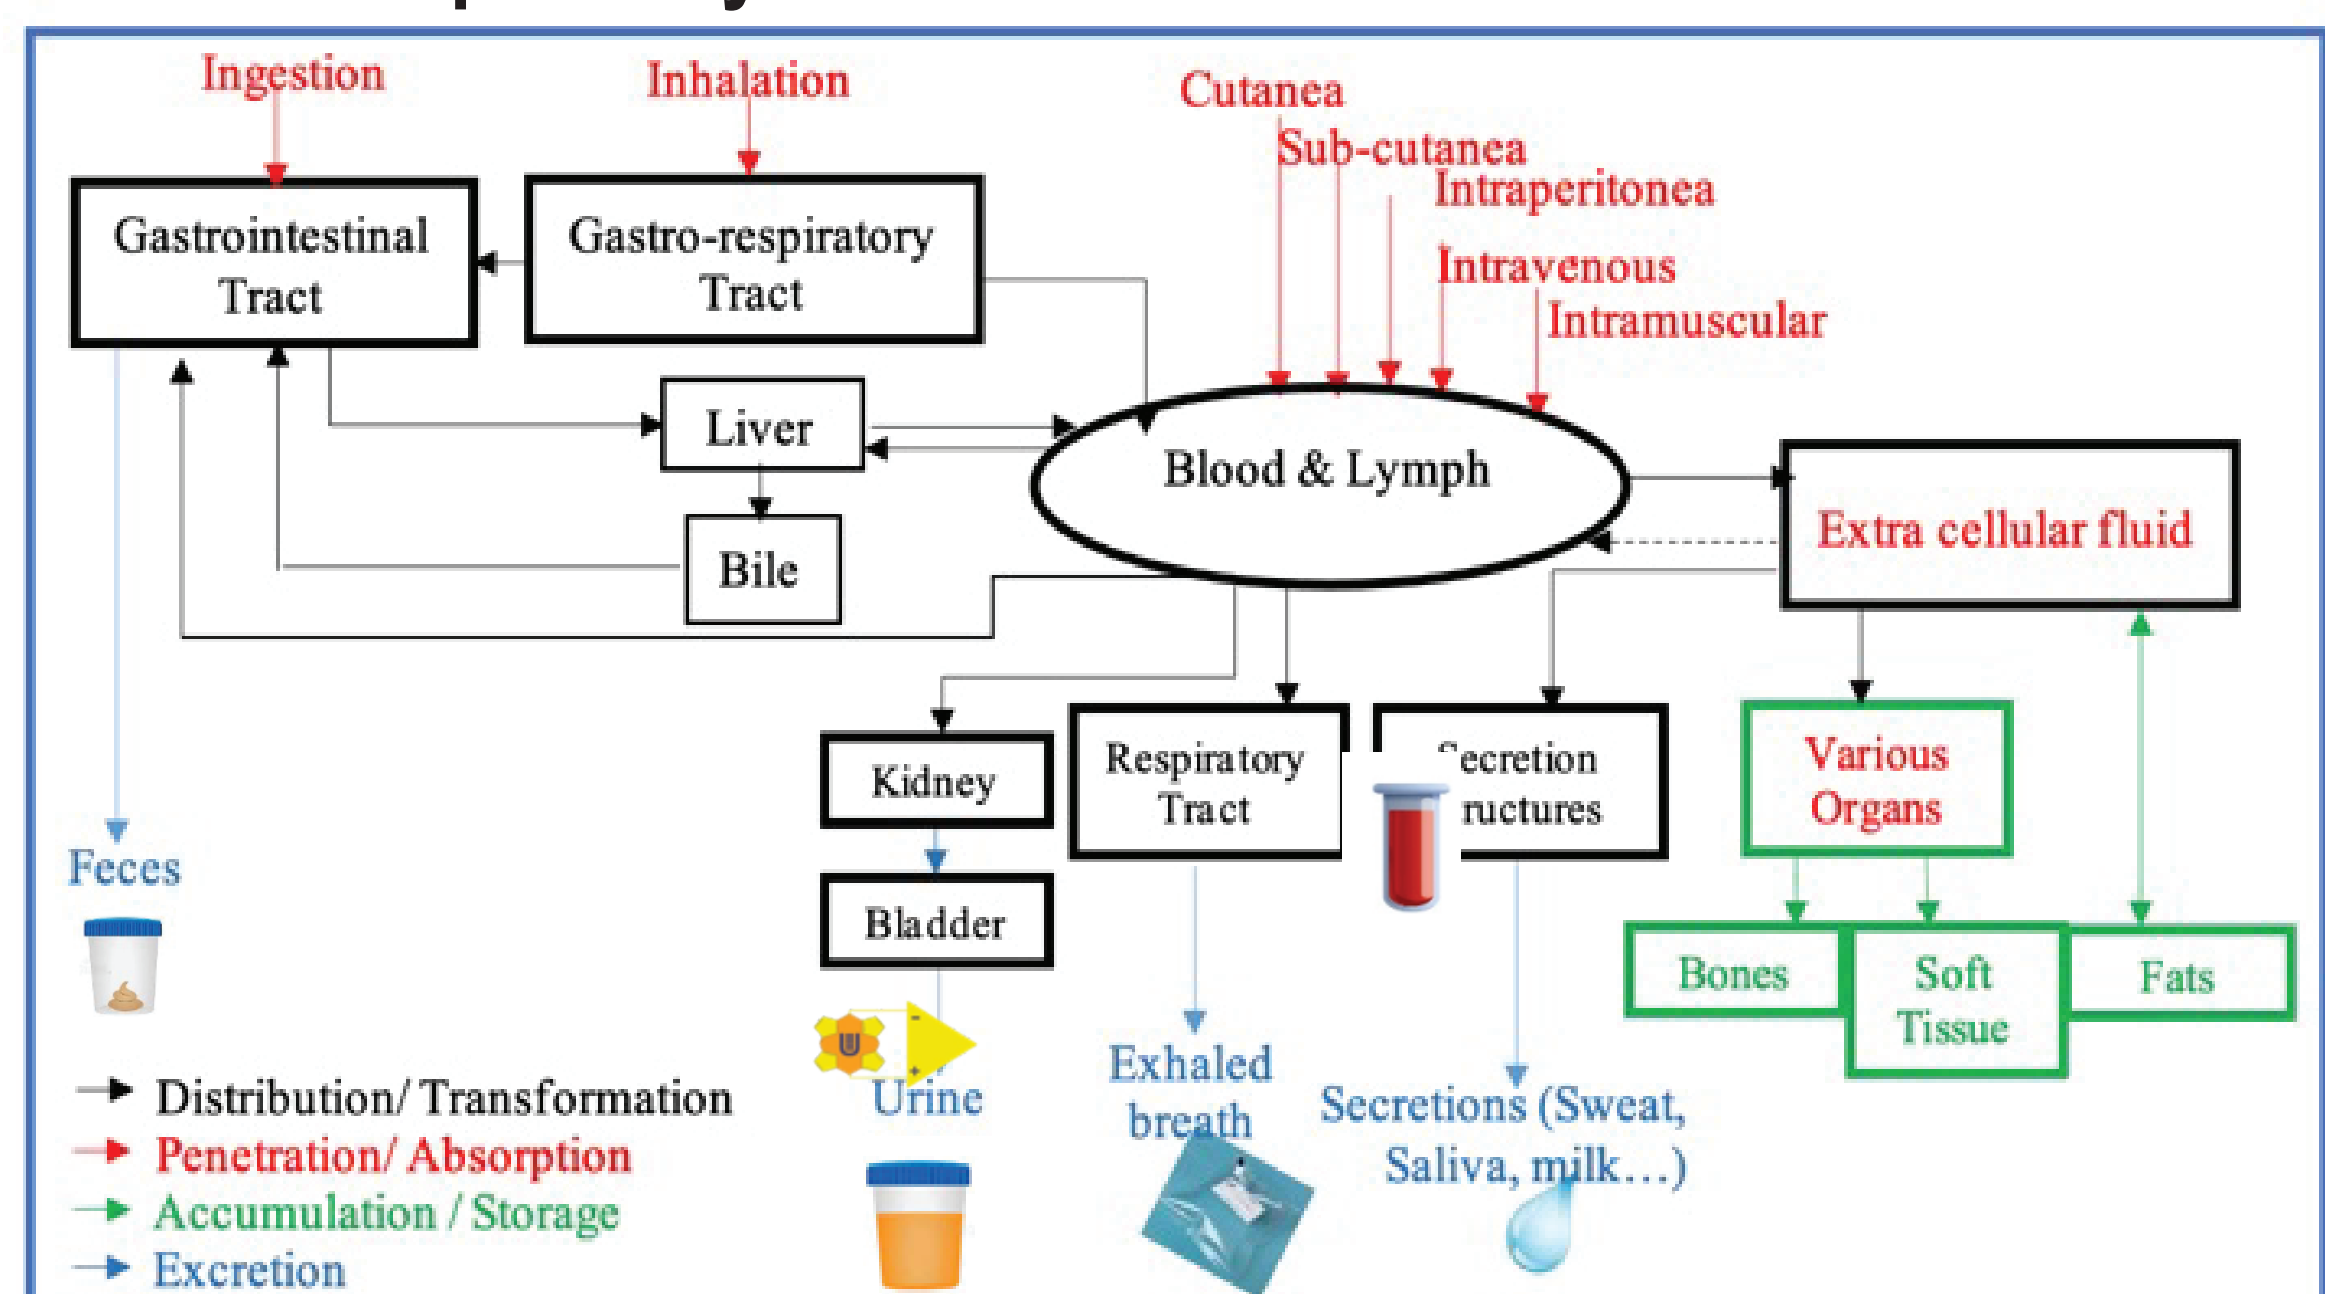 Ingestion
Inhalation
Cutanea
Sub-cutanea
Intraperitonea
Intravenous
Intramuscular
Gastrointestinal
Tract
Gastro-respiratory
Tract
Liver
Bile
Blood & Lymph
Extra cellular fluid
Kidney
Bladder
Respiratory
Tract
ecretion
ructures
Various
Organs
Bones
Soft
Tissue
Fats
Feces
U
-
+
Urine
Exhaled
breath
Secretions (Sweat,
Saliva, milk...)
Distribution/ Transformation
Penetration/ Absorption
Accumulation / Storage
Excretion